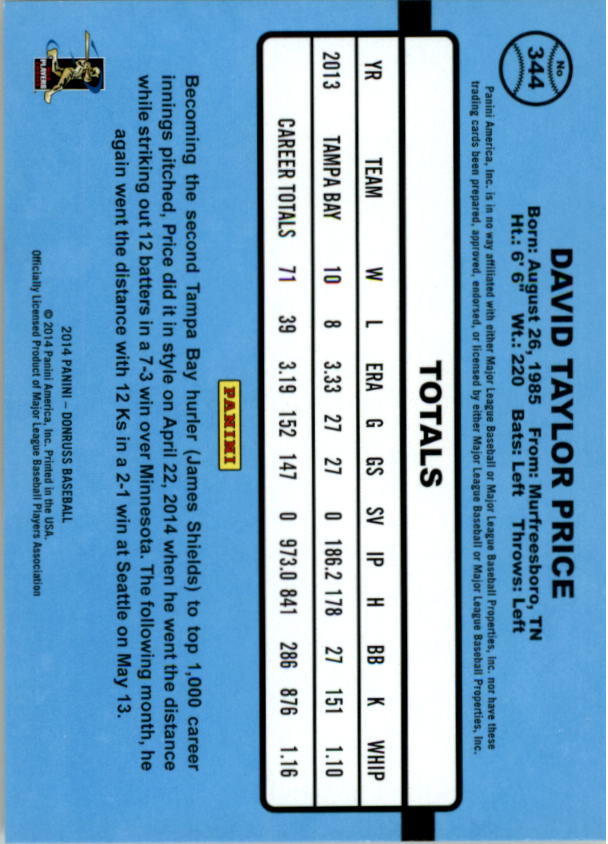 No
344
DAVID TAYLOR PRICE
Born: August 26, 1985 From: Murfreesboro, TN
Ht.: 6' 6" Wt.: 220 Bats: Left Throws: Left
Panini America, Inc. is in no way affiliated with either Major League Baseball or Major League Baseball Properties, Inc. nor have these
trading cards been prepared, approved, endorsed, or licensed by either Major League Baseball or Major League Baseball Properties, Inc.
TOTALS
YR TEAM W L ERA G GS SV IP H BB K WHIP
2013 TAMPA BAY 10 8 3.33 27 27 0 186.2 178 27 151 1.10
CAREER TOTALS 71 39 3.19 152 147 0 973.0 841 286 876 1.16
PANINI
Becoming the second Tampa Bay hurler (James Shields) to top 1,000 career
innings pitched, Price did it in style on April 22, 2014 when he went the distance
while striking out 12 batters in a 7-3 win over Minnesota. The following month, he
again went the distance with 12 Ks in a 2-1 win at Seattle on May 13.
PLAYERS
2014 PANINI – DONRUSS BASEBALL
© 2014 Panini America, Inc. Printed in the USA.
Officially Licensed Product of Major League Baseball Players Association